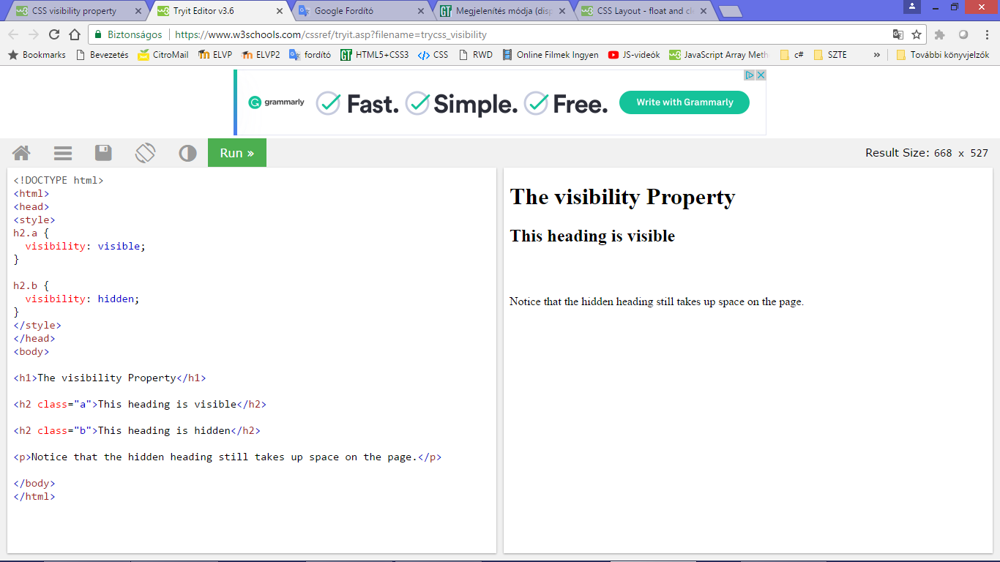 CSS visibility property
Tryit Editor v3.6
Google Fordító
Megjelenítés módja (disp
CSS Layout - float and cl
Biztonságos
https://www.w3schools.com/cssref/tryit.asp?filename=trycss_visibility
Bookmarks
Bevezetés
CitroMail
ELVP
ELVP2
fordító
GT
HTML5+CSS3
CSS
RWD
Online Filmek Ingyen
JS-videók
JavaScript Array Meth
c#
SZTE
»
További könyvjelzők
grammarly
Fast.
Simple.
Free.
Write with Grammarly
Run »
Result Size: 668 x 527
<!DOCTYPE html>
<html>
<head>
<style>
h2.a {
  visibility: visible;
}
h2.b {
  visibility: hidden;
}
</style>
</head>
<body>
<h1>The visibility Property</h1>
<h2 class="a">This heading is visible</h2>
<h2 class="b">This heading is hidden</h2>
<p>Notice that the hidden heading still takes up space on the page.</p>
</body>
</html>
The visibility Property
This heading is visible
Notice that the hidden heading still takes up space on the page.